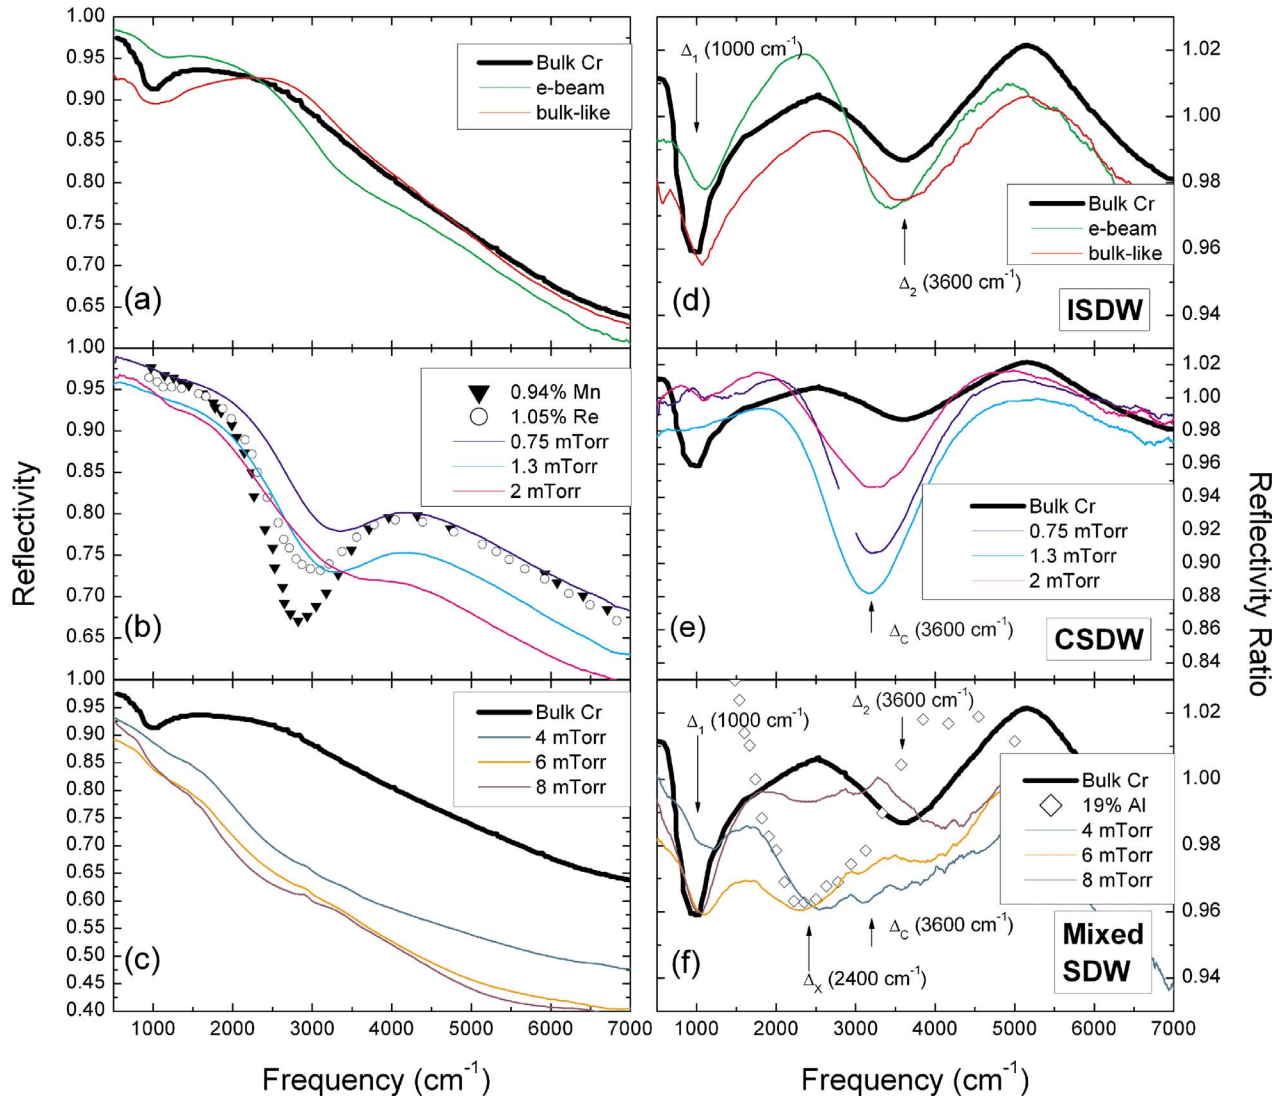 1.00
0.95
0.90
0.85
0.80
0.75
0.70
0.65
Bulk Cr
e-beam
bulk-like
(a)
1.00
0.95
0.90
0.85
0.80
0.75
0.70
0.65
0.94% Mn
1.05% Re
0.75 mTorr
1.3 mTorr
2 mTorr
(b)
1.00
0.95
0.90
0.85
0.80
0.75
0.70
0.65
0.60
0.55
0.50
0.45
0.40
Bulk Cr
4 mTorr
6 mTorr
8 mTorr
(c)
1000 2000 3000 4000 5000 6000 7000
Frequency (cm⁻¹)
Reflectivity
Δ₁ (1000 cm⁻¹)
Δ₂ (3600 cm⁻¹)
Bulk Cr
e-beam
bulk-like
(d)
ISDW
1.02
1.00
0.98
0.96
0.94
Bulk Cr
0.75 mTorr
1.3 mTorr
2 mTorr
Δ_C (3600 cm⁻¹)
(e)
CSDW
1.02
1.00
0.98
0.96
0.94
0.92
0.90
0.88
0.86
0.84
Δ₁ (1000 cm⁻¹)
Δ₂ (3600 cm⁻¹)
Bulk Cr
19% Al
4 mTorr
6 mTorr
8 mTorr
Δ_C (3600 cm⁻¹)
Δ_X (2400 cm⁻¹)
(f)
Mixed
SDW
1.02
1.00
0.98
0.96
0.94
1000 2000 3000 4000 5000 6000 7000
Frequency (cm⁻¹)
Reflectivity Ratio